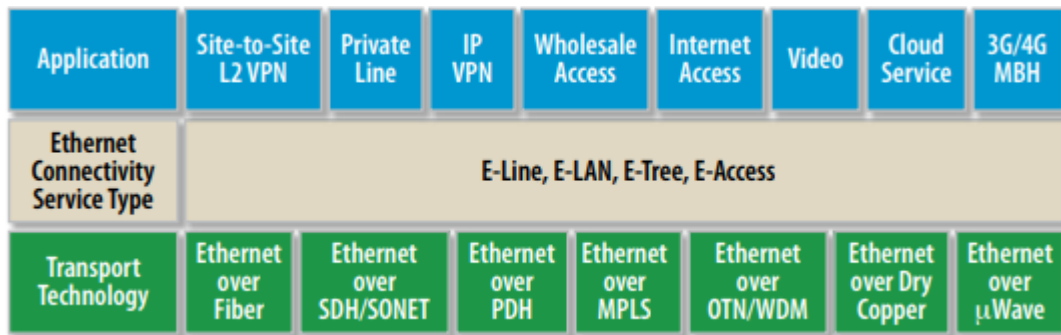 Application
Site-to-Site
L2 VPN
Private
Line
IP
VPN
Wholesale
Access
Internet
Access
Video
Cloud
Service
3G/4G
MBH
Ethernet
Connectivity
Service Type
E-Line, E-LAN, E-Tree, E-Access
Transport
Technology
Ethernet
over
Fiber
Ethernet
over
SDH/SONET
Ethernet
over
PDH
Ethernet
over
MPLS
Ethernet
over
OTN/WDM
Ethernet
over Dry
Copper
Ethernet
over
μWave